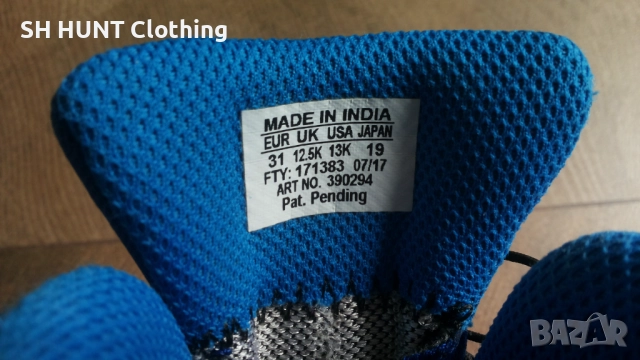 SH HUNT Clothing
MADE IN INDIA
EUR UK USA JAPAN
31 12.5K 13K 19
FTY: 171383 07/17
ART NO. 390294
Pat. Pending
BAZAR